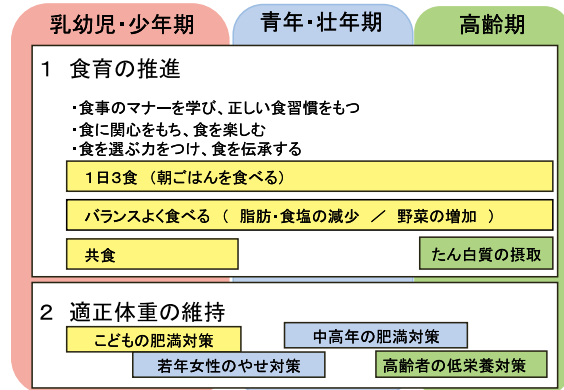 乳幼児・少年期
青年・壮年期
高齢期
1 食育の推進
・食事のマナーを学び、正しい食習慣をもつ
・食に関心をもち、食を楽しむ
・食を選ぶ力をつけ、食を伝承する
1日3食 (朝ごはんを食べる)
バランスよく食べる ( 脂肪・食塩の減少 / 野菜の増加 )
共食
たん白質の摂取
2 適正体重の維持
こどもの肥満対策
中高年の肥満対策
若年女性のやせ対策
高齢者の低栄養対策